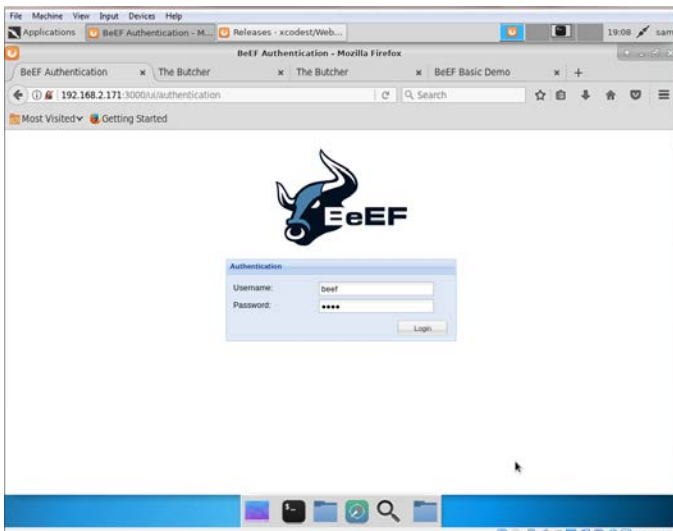 File Machine View Input Devices Help
Applications BeEF Authentication - M... Releases - xcodest/Web... 19:08 sam
BeEF Authentication - Mozilla Firefox
BeEF Authentication The Butcher The Butcher BeEF Basic Demo
192.168.2.171:3000/ui/authentication Search
Most Visited Getting Started
BeEF
Authentication
Username: beef
Password: ••••
Login